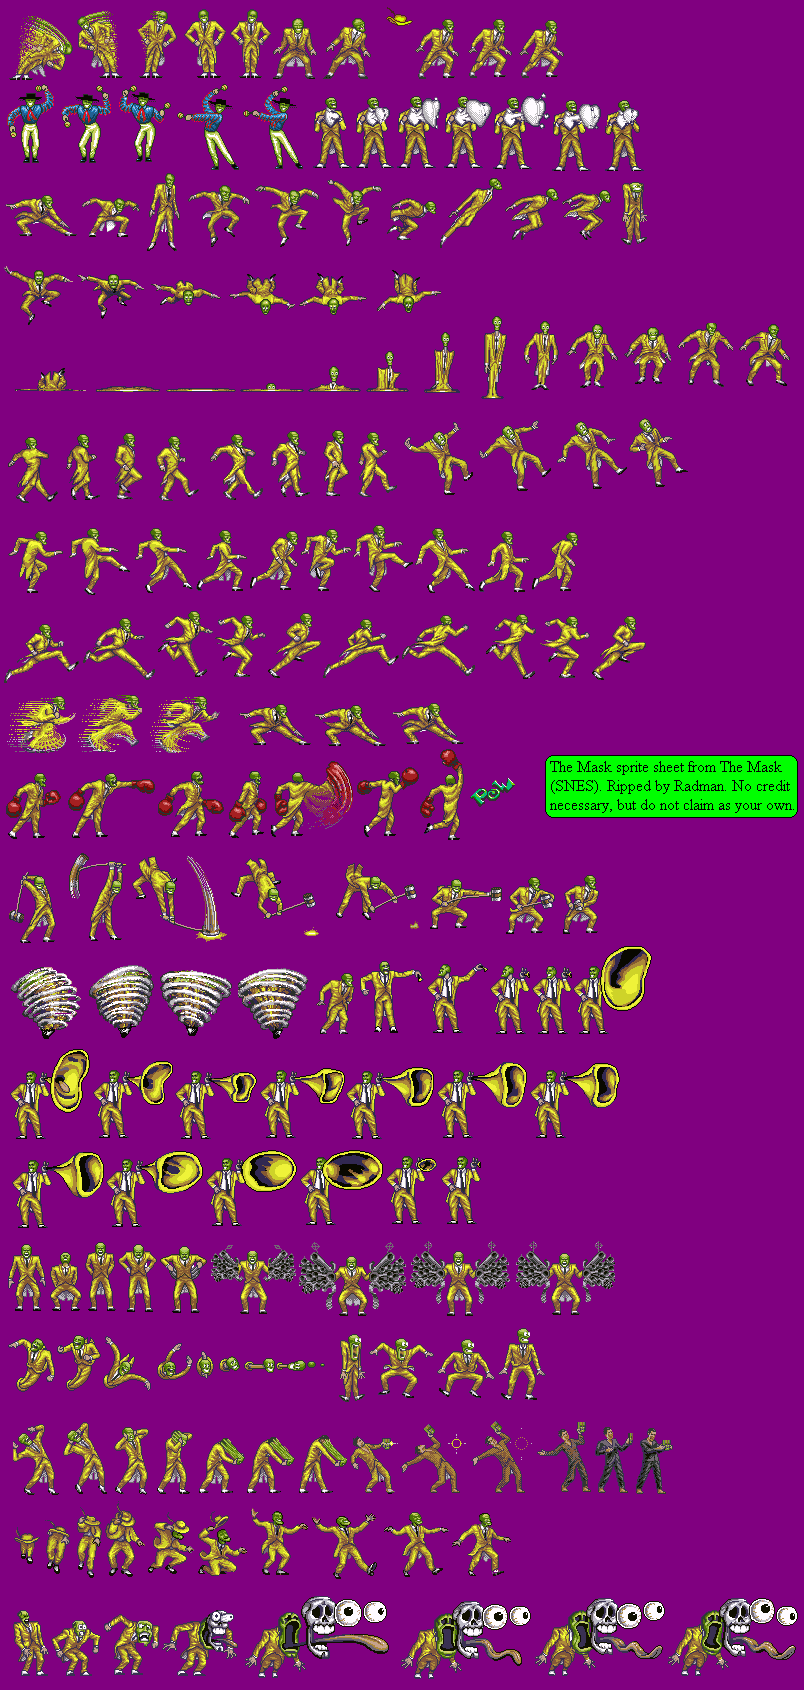 The Mask sprite sheet from The Mask
(SNES). Ripped by Radman. No credit
necessary, but do not claim as your own.
POW